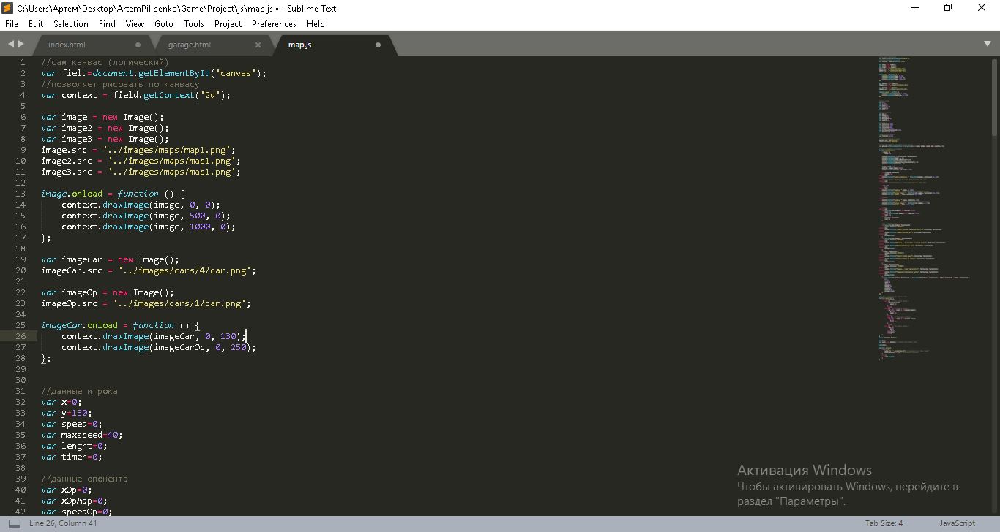 C:\Users\Артем\Desktop\ArtemPilipenko\Game\Project\js\map.js • - Sublime Text
File Edit Selection Find View Goto Tools Project Preferences Help
index.html garage.html map.js
1 //сам канвас (логический)
2 var field=document.getElementById('canvas');
3 //позволяет рисовать по канвасу
4 var context = field.getContext('2d');
5
6 var image = new Image();
7 var image2 = new Image();
8 var image3 = new Image();
9 image.src = '../images/maps/map1.png';
10 image2.src = '../images/maps/map1.png';
11 image3.src = '../images/maps/map1.png';
12
13 image.onload = function () {
14 context.drawImage(image, 0, 0);
15 context.drawImage(image, 500, 0);
16 context.drawImage(image, 1000, 0);
17 };
18
19 var imageCar = new Image();
20 imageCar.src = '../images/cars/4/car.png';
21
22 var imageOp = new Image();
23 imageOp.src = '../images/cars/1/car.png';
24
25 imageCar.onload = function () {
26 context.drawImage(imageCar, 0, 130);
27 context.drawImage(imageCarOp, 0, 250);
28 };
29
30
31 //данные игрока
32 var x=0;
33 var y=130;
34 var speed=0;
35 var maxspeed=40;
36 var lenght=0;
37 var timer=0;
38
39 //данные опонента
40 var xOp=0;
41 var xOpMap=0;
42 var speedOp=0;
Активация Windows
Чтобы активировать Windows, перейдите в
раздел "Параметры".
Line 26, Column 41 Tab Size: 4 JavaScript